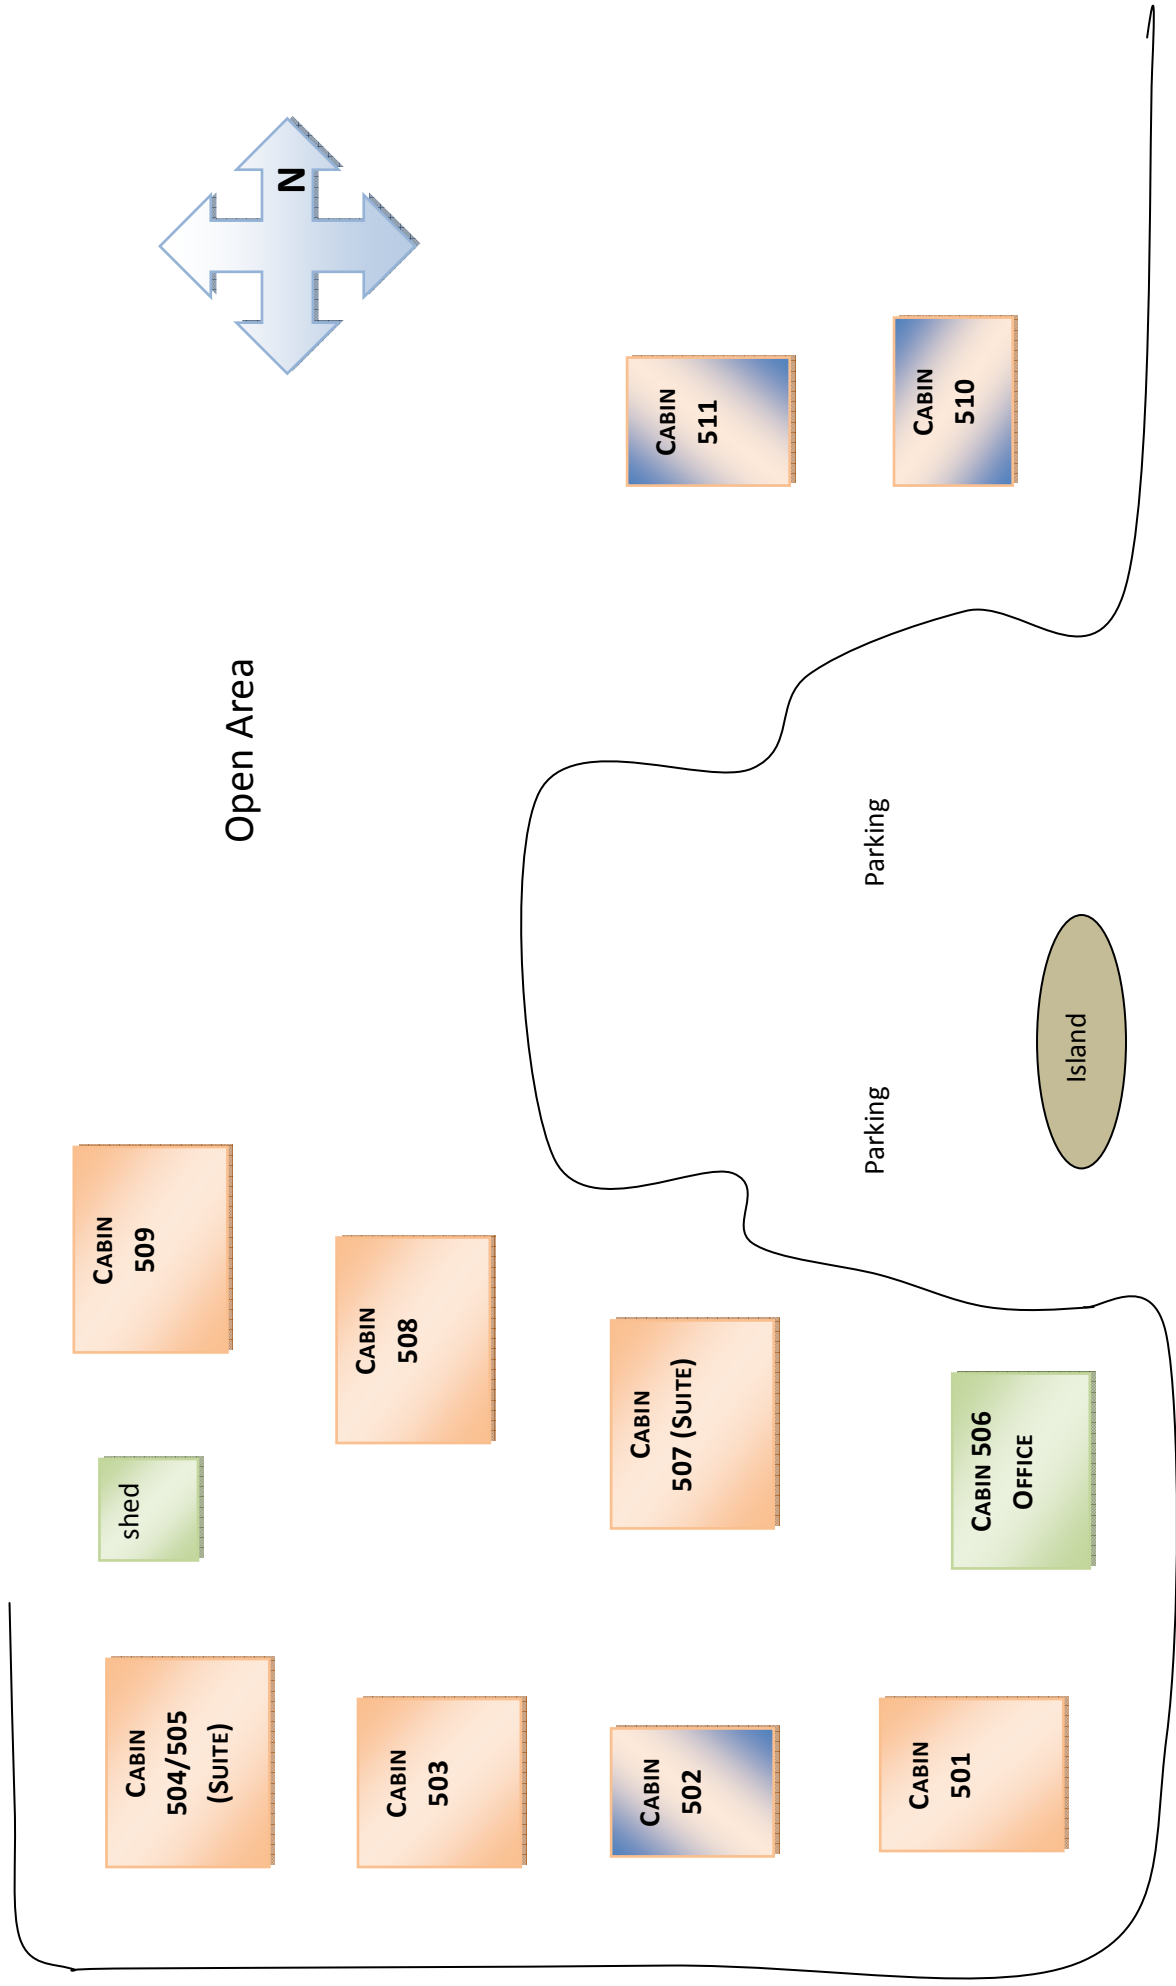 CABIN
504/505
(SUITE)
shed
CABIN
509
Open Area
N
CABIN
503
CABIN
508
CABIN
502
CABIN
507 (SUITE)
CABIN
511
CABIN
501
CABIN 506
OFFICE
Parking
Parking
CABIN
510
Island